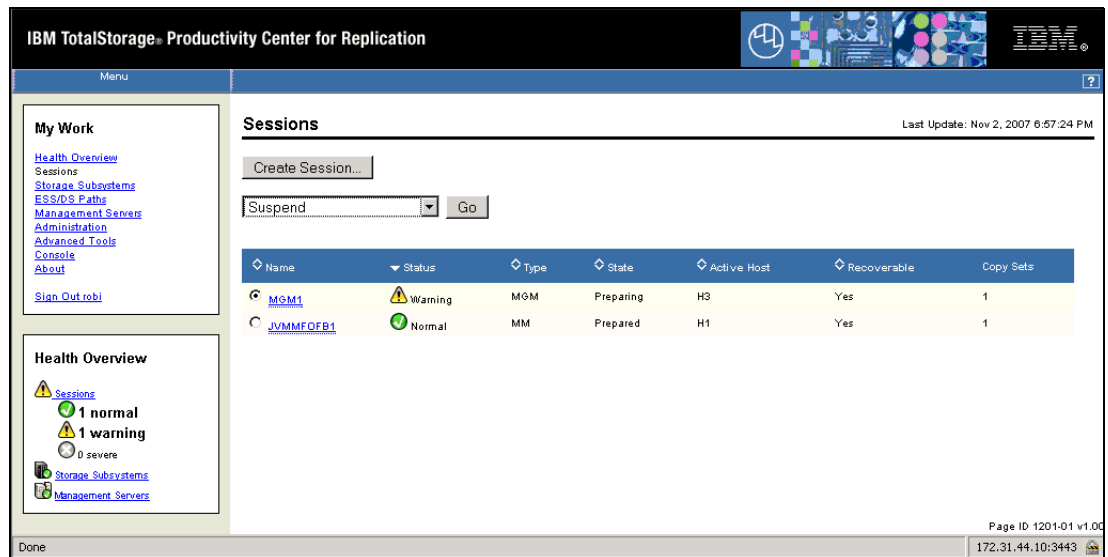 IBM TotalStorage® Productivity Center for Replication
IBM®
Menu
?
My Work
Health Overview
Sessions
Storage Subsystems
ESS/DS Paths
Management Servers
Administration
Advanced Tools
Console
About
Sign Out robi
Health Overview
Sessions
1 normal
1 warning
0 severe
Storage Subsystems
Management Servers
Sessions
Last Update: Nov 2, 2007 6:57:24 PM
Create Session...
Suspend Go
Name Status Type State Active Host Recoverable Copy Sets
MGM1 Warning MGM Preparing H3 Yes 1
JVMMFOFB1 Normal MM Prepared H1 Yes 1
Page ID 1201-01 v1.00
Done
172.31.44.10:3443